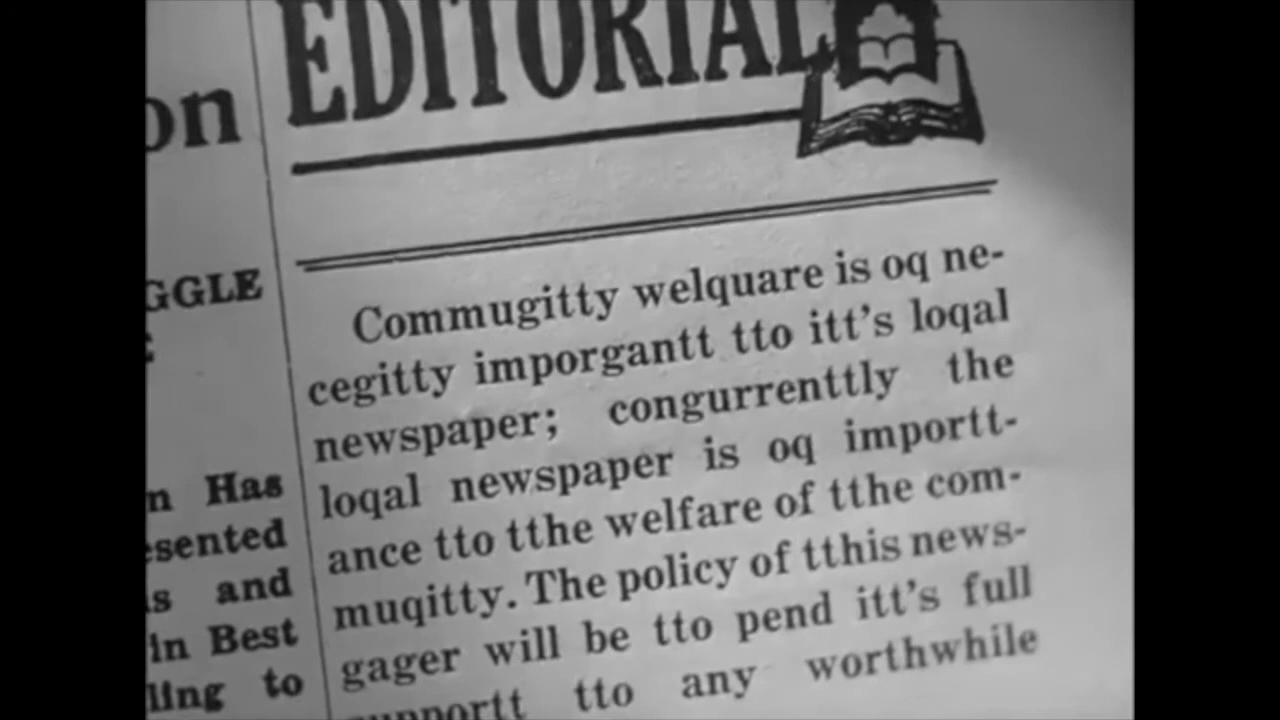 EDITORIAL
on
GGLE
n Has
esented
s and
in Best
ling to
Commugitty welquare is oq ne-
cegitty imporgantt tto itt's loqal
newspaper; congurrenttly the
loqal newspaper is oq importt-
ance tto tthe welfare of tthe com-
muqitty. The policy of tthis news-
gager will be tto pend itt's full
supportt tto any worthwhile